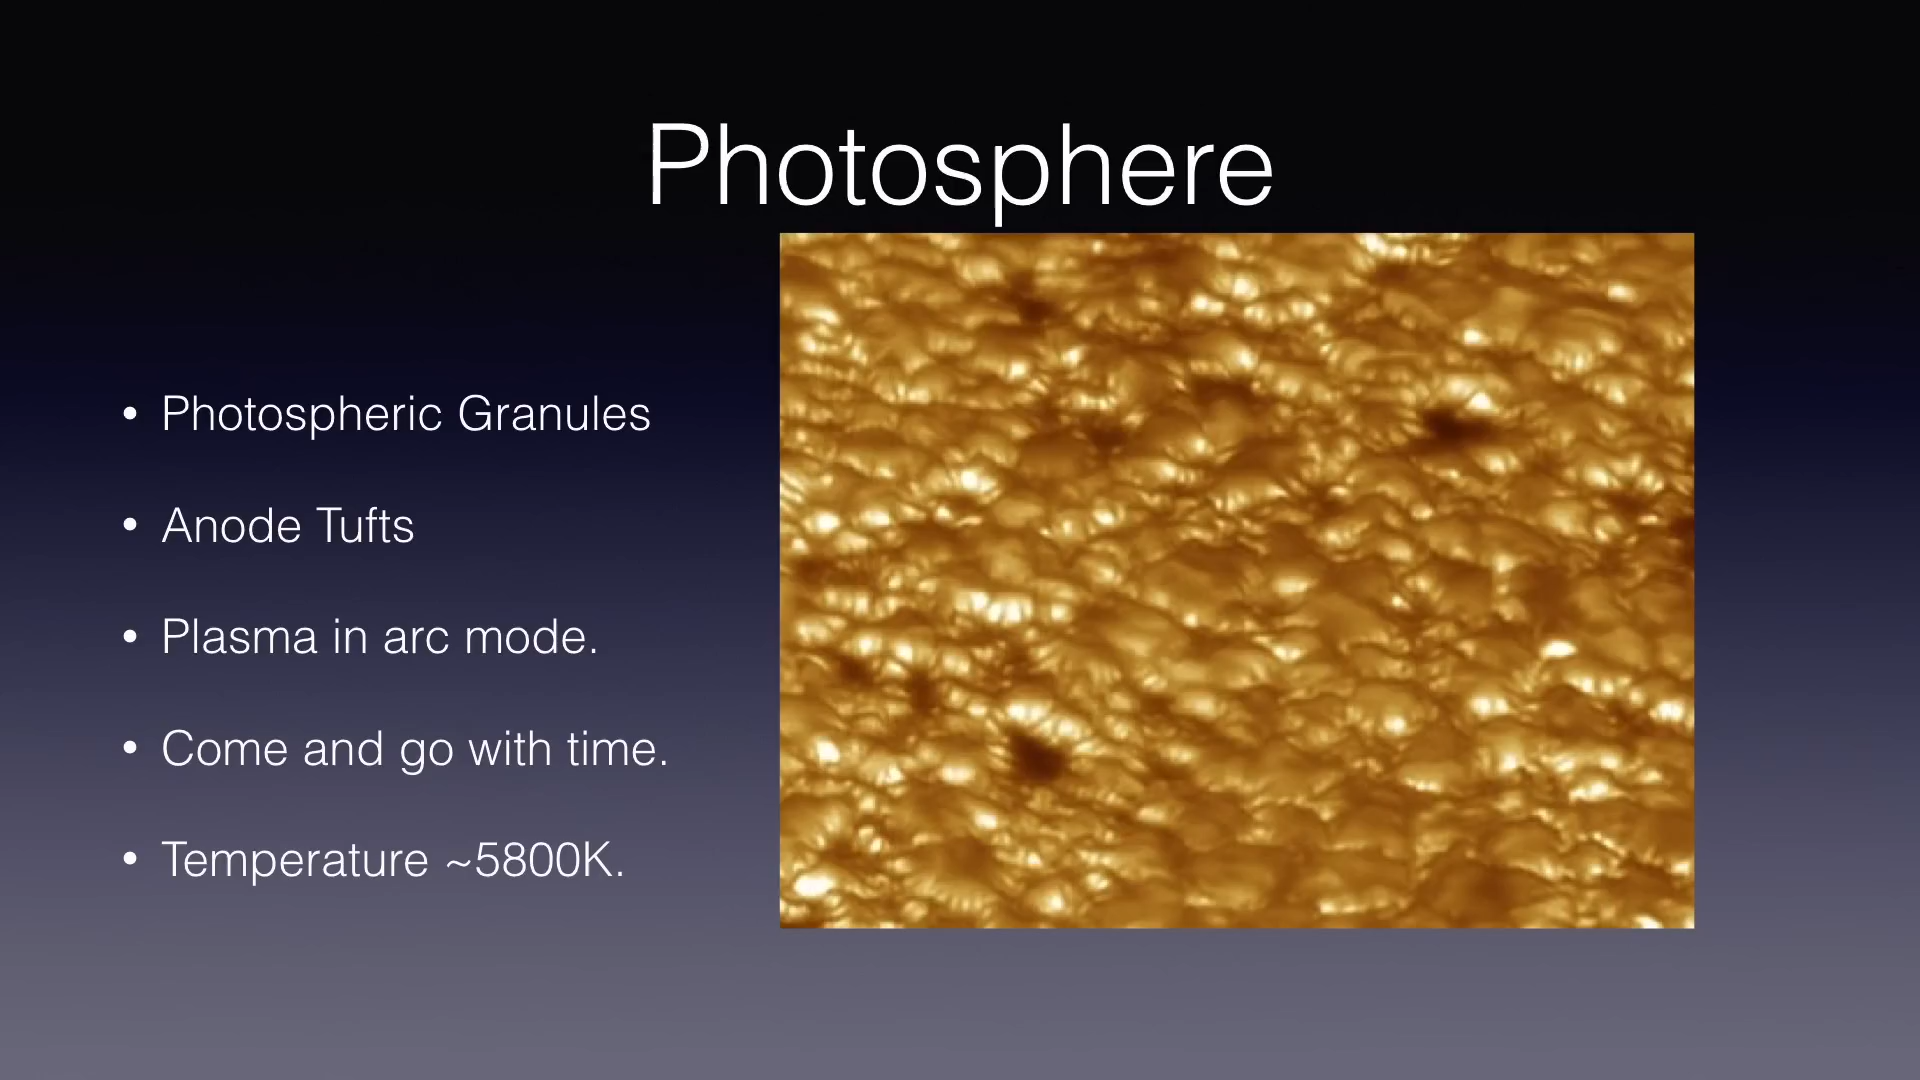 Photosphere
• Photospheric Granules
• Anode Tufts
• Plasma in arc mode.
• Come and go with time.
• Temperature ~5800K.